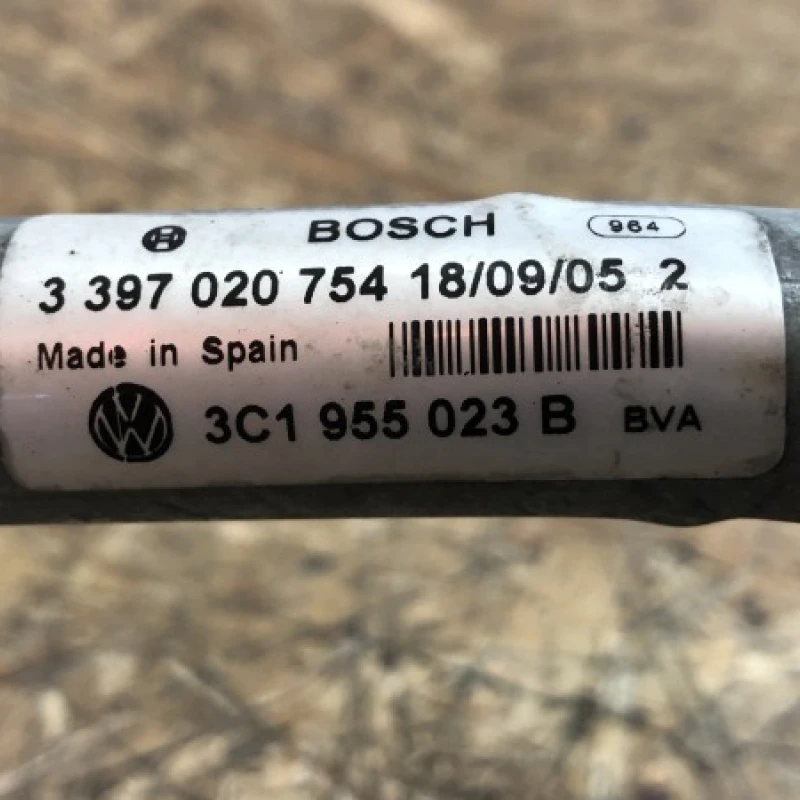 BOSCH 964
3 397 020 754 18/09/05 2
Made in Spain
3C1 955 023 B BVA